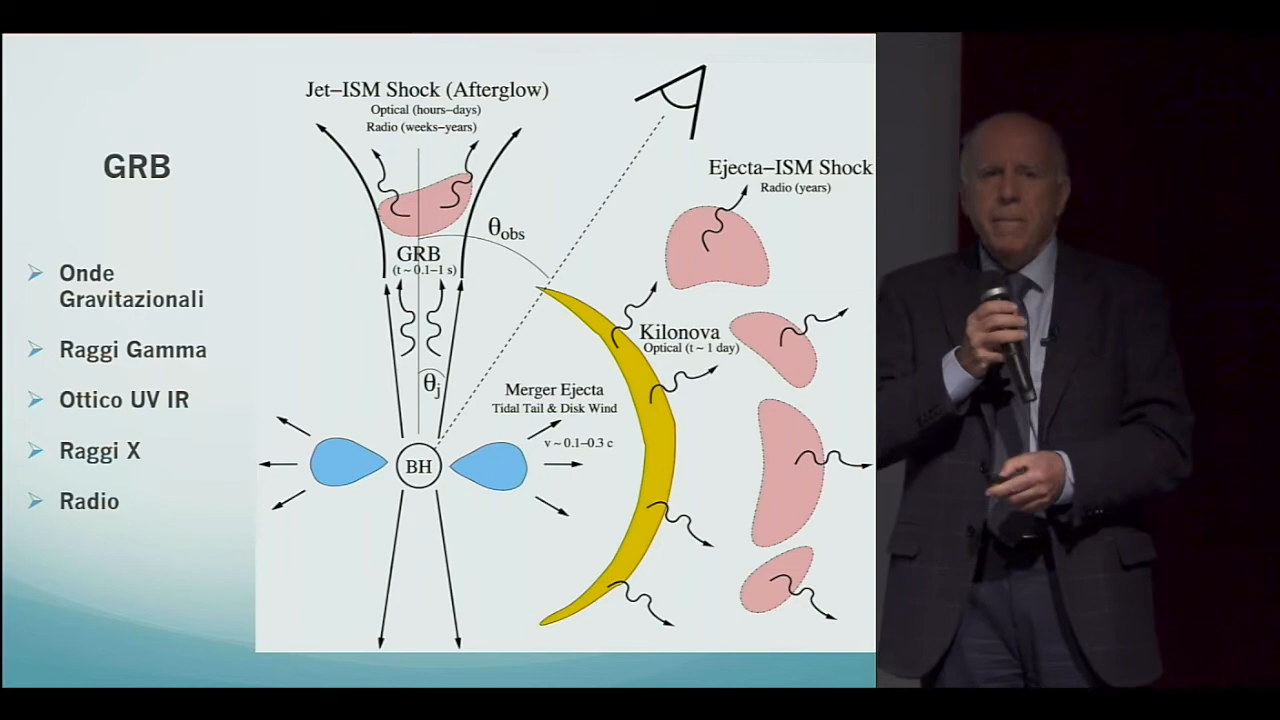 GRB
Onde
Gravitazionali
Raggi Gamma
Ottico UV IR
Raggi X
Radio
Jet–ISM Shock (Afterglow)
Optical (hours–days)
Radio (weeks–years)
Ejecta–ISM Shock
Radio (years)
θobs
GRB
(t ~ 0.1–1 s)
Kilonova
Optical (t ~ 1 day)
θj
Merger Ejecta
Tidal Tail & Disk Wind
v ~ 0.1–0.3 c
BH